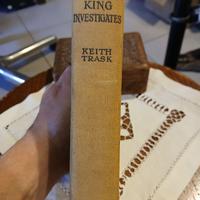 KING
INVESTIGATES
KEITH
TRASK